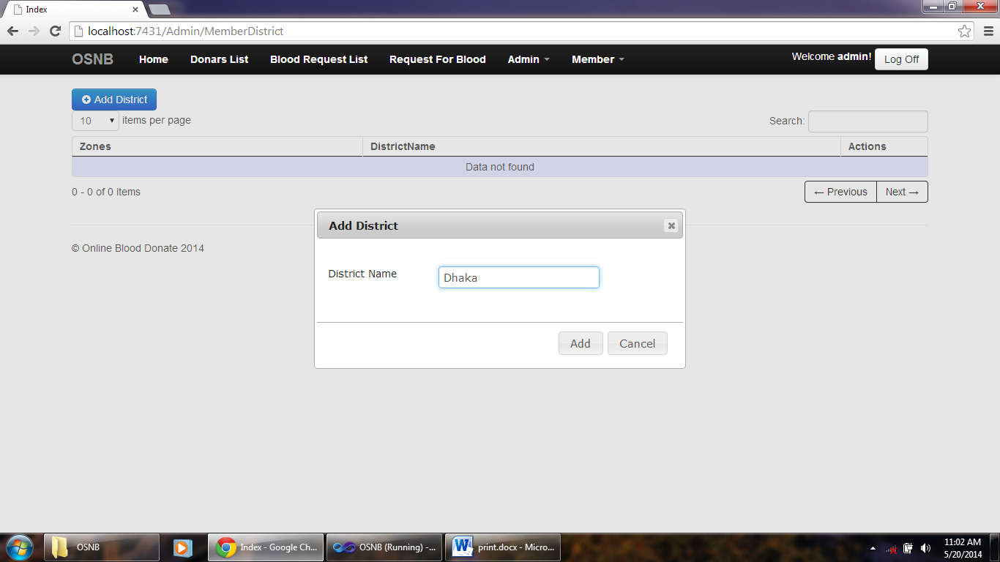 Index
localhost:7431/Admin/MemberDistrict
OSNB Home Donars List Blood Request List Request For Blood Admin Member Welcome admin! Log Off
Add District
10 items per page Search:
Zones DistrictName Actions
Data not found
0 - 0 of 0 items ← Previous Next →
Add District
© Online Blood Donate 2014
District Name Dhaka
Add Cancel
OSNB Index - Google Ch... OSNB (Running) -... print.docx - Micro... 11:02 AM
5/20/2014